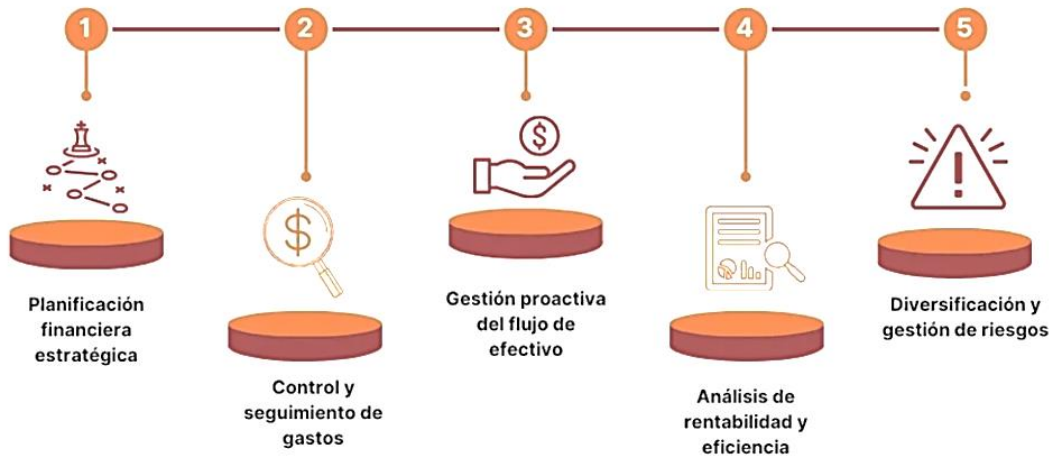 1
2
3
4
5
$
$
Planificación
financiera
estratégica
Control y
seguimiento de
gastos
Gestión proactiva
del flujo de
efectivo
Análisis de
rentabilidad y
eficiencia
Diversificación y
gestión de riesgos